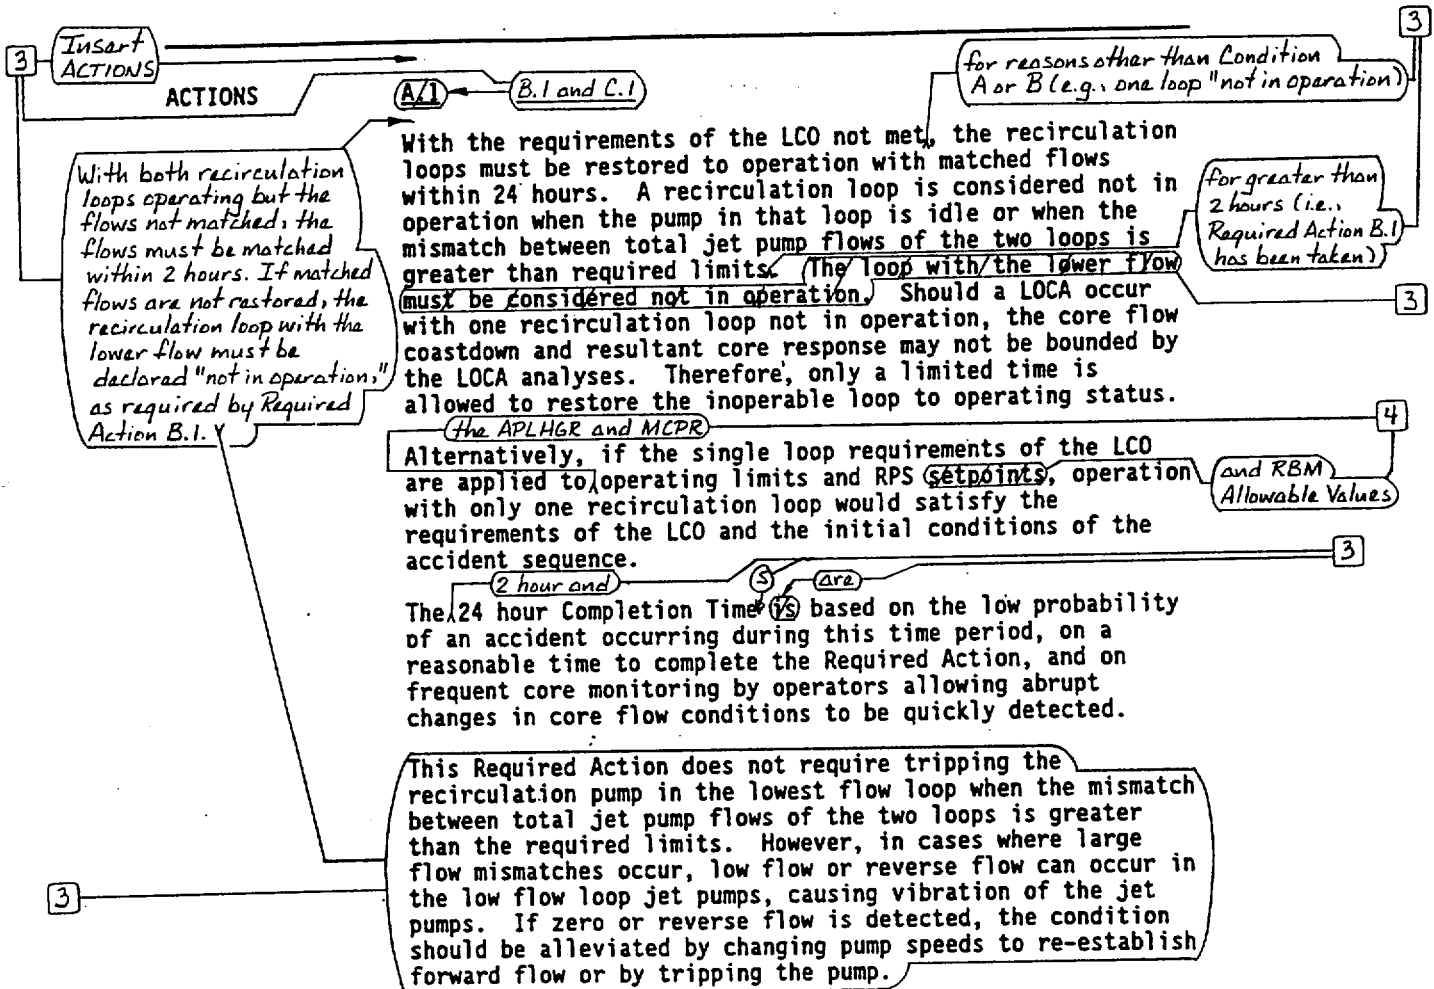 3
Insert
ACTIONS
3
for reasons other than Condition
A or B (e.g., one loop "not in operation)
ACTIONS
A/1
B.1 and C.1
With both recirculation
loops operating but the
flows not matched, the
flows must be matched
within 2 hours. If matched
flows are not restored, the
recirculation loop with the
lower flow must be
declared "not in operation,"
as required by Required
Action B.1.
With the requirements of the LCO not met, the recirculation
loops must be restored to operation with matched flows
within 24 hours. A recirculation loop is considered not in
operation when the pump in that loop is idle or when the
mismatch between total jet pump flows of the two loops is
greater than required limits. The loop with the lower flow
must be considered not in operation. Should a LOCA occur
with one recirculation loop not in operation, the core flow
coastdown and resultant core response may not be bounded by
the LOCA analyses. Therefore, only a limited time is
allowed to restore the inoperable loop to operating status.
for greater than
2 hours (i.e.,
Required Action B.1
has been taken)
3
the APLHGR and MCPR
4
Alternatively, if the single loop requirements of the LCO
are applied to operating limits and RPS setpoints, operation
with only one recirculation loop would satisfy the
requirements of the LCO and the initial conditions of the
accident sequence.
and RBM
Allowable Values
3
2 hour and
s
are
The 24 hour Completion Time is based on the low probability
of an accident occurring during this time period, on a
reasonable time to complete the Required Action, and on
frequent core monitoring by operators allowing abrupt
changes in core flow conditions to be quickly detected.
This Required Action does not require tripping the
recirculation pump in the lowest flow loop when the mismatch
between total jet pump flows of the two loops is greater
than the required limits. However, in cases where large
flow mismatches occur, low flow or reverse flow can occur in
the low flow loop jet pumps, causing vibration of the jet
pumps. If zero or reverse flow is detected, the condition
should be alleviated by changing pump speeds to re-establish
forward flow or by tripping the pump.
3